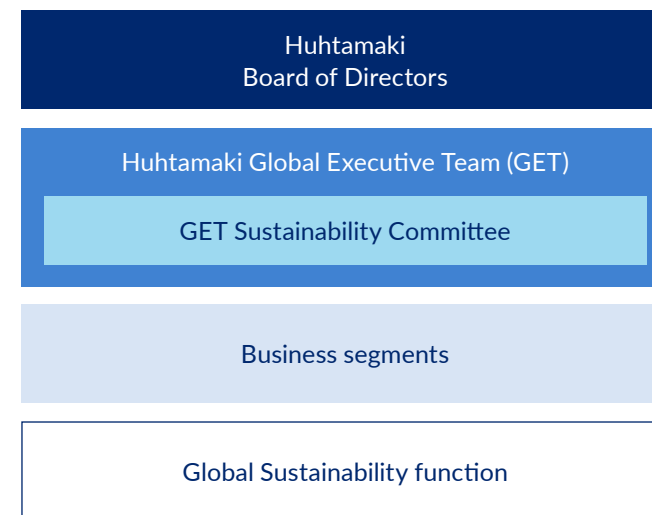 Huhtamaki
Board of Directors
Huhtamaki Global Executive Team (GET)
GET Sustainability Committee
Business segments
Global Sustainability function